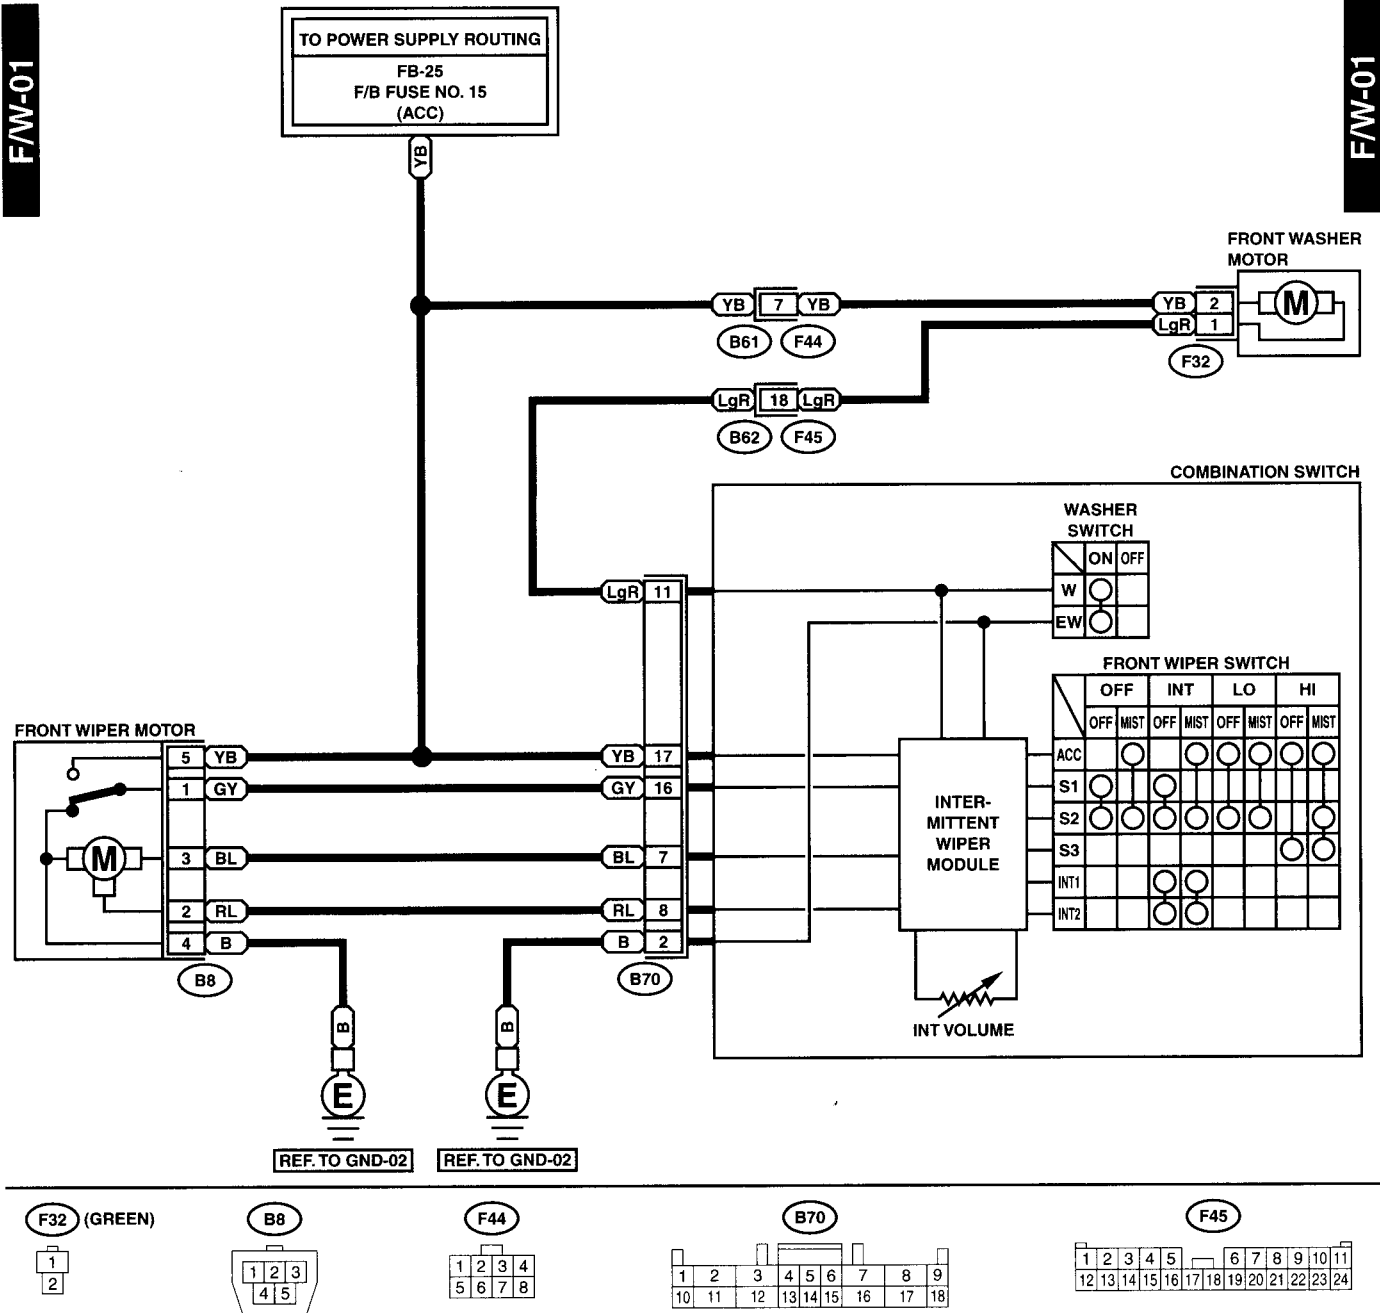 F/W-01
F/W-01
TO POWER SUPPLY ROUTING
FB-25
F/B FUSE NO. 15
(ACC)
YB
FRONT WASHER
MOTOR
YB 7 YB
YB 2
M
LgR 1
B61 F44
F32
LgR 18 LgR
B62 F45
COMBINATION SWITCH
WASHER
SWITCH
ON OFF
LgR 11
W
EW
FRONT WIPER SWITCH
OFF INT LO HI
OFF MIST OFF MIST OFF MIST OFF MIST
FRONT WIPER MOTOR
5 YB
YB 17
ACC
1 GY
GY 16
S1
INTER-
MITTENT
WIPER
MODULE
S2
M
3 BL
BL 7
S3
INT1
2 RL
RL 8
INT2
4 B
B 2
B8
B70
INT VOLUME
B
B
E
E
REF. TO GND-02
REF. TO GND-02
F32 (GREEN)
1
2
B8
1 2 3
4 5
F44
1 2 3 4
5 6 7 8
B70
1 2 3 4 5 6 7 8 9
10 11 12 13 14 15 16 17 18
F45
1 2 3 4 5 6 7 8 9 10 11
12 13 14 15 16 17 18 19 20 21 22 23 24